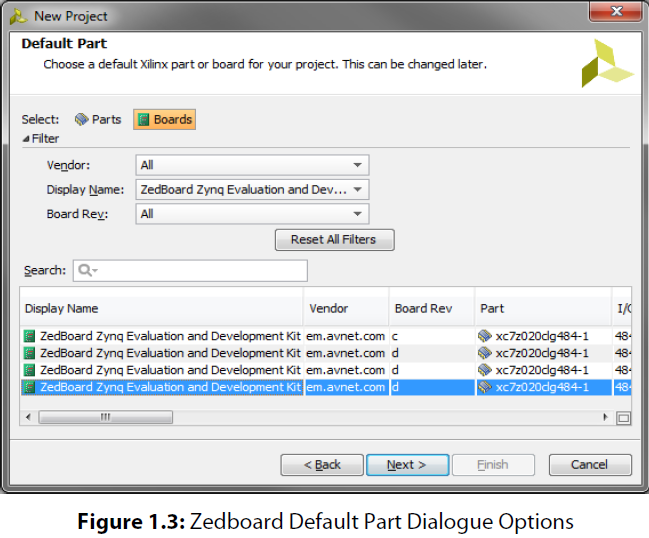 New Project
Default Part
Choose a default Xilinx part or board for your project. This can be changed later.
Select: Parts Boards
Filter
Vendor: All
Display Name: ZedBoard Zynq Evaluation and Dev...
Board Rev: All
Reset All Filters
Search:
Display Name Vendor Board Rev Part I/O
ZedBoard Zynq Evaluation and Development Kit em.avnet.com c xc7z020clg484-1 484
ZedBoard Zynq Evaluation and Development Kit em.avnet.com d xc7z020clg484-1 484
ZedBoard Zynq Evaluation and Development Kit em.avnet.com d xc7z020clg484-1 484
ZedBoard Zynq Evaluation and Development Kit em.avnet.com d xc7z020clg484-1 484
< Back Next > Finish Cancel
Figure 1.3: Zedboard Default Part Dialogue Options